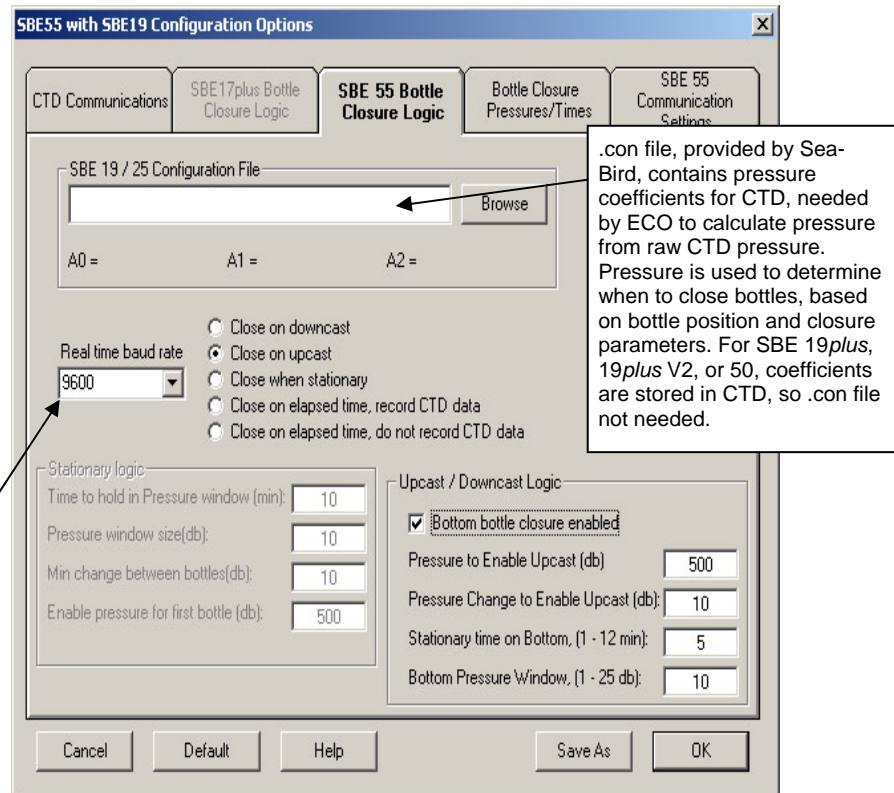 SBE55 with SBE19 Configuration Options
CTD Communications
SBE17plus Bottle
Closure Logic
SBE 55 Bottle
Closure Logic
Bottle Closure
Pressures/Times
SBE 55
Communication
Settings
.con file, provided by Sea-
Bird, contains pressure
coefficients for CTD, needed
by ECO to calculate pressure
from raw CTD pressure.
Pressure is used to determine
when to close bottles, based
on bottle position and closure
parameters. For SBE 19plus,
19plus V2, or 50, coefficients
are stored in CTD, so .con file
not needed.
SBE 19 / 25 Configuration File
Browse
A0 = A1 = A2 =
Real time baud rate
9600
Close on downcast
Close on upcast
Close when stationary
Close on elapsed time, record CTD data
Close on elapsed time, do not record CTD data
Stationary logic
Time to hold in Pressure window (min): 10
Pressure window size(db): 10
Min change between bottles(db): 10
Enable pressure for first bottle (db): 500
Upcast / Downcast Logic
Bottom bottle closure enabled
Pressure to Enable Upcast (db) 500
Pressure Change to Enable Upcast (db): 10
Stationary time on Bottom, (1 - 12 min): 5
Bottom Pressure Window, (1 - 25 db): 10
Cancel Default Help Save As OK